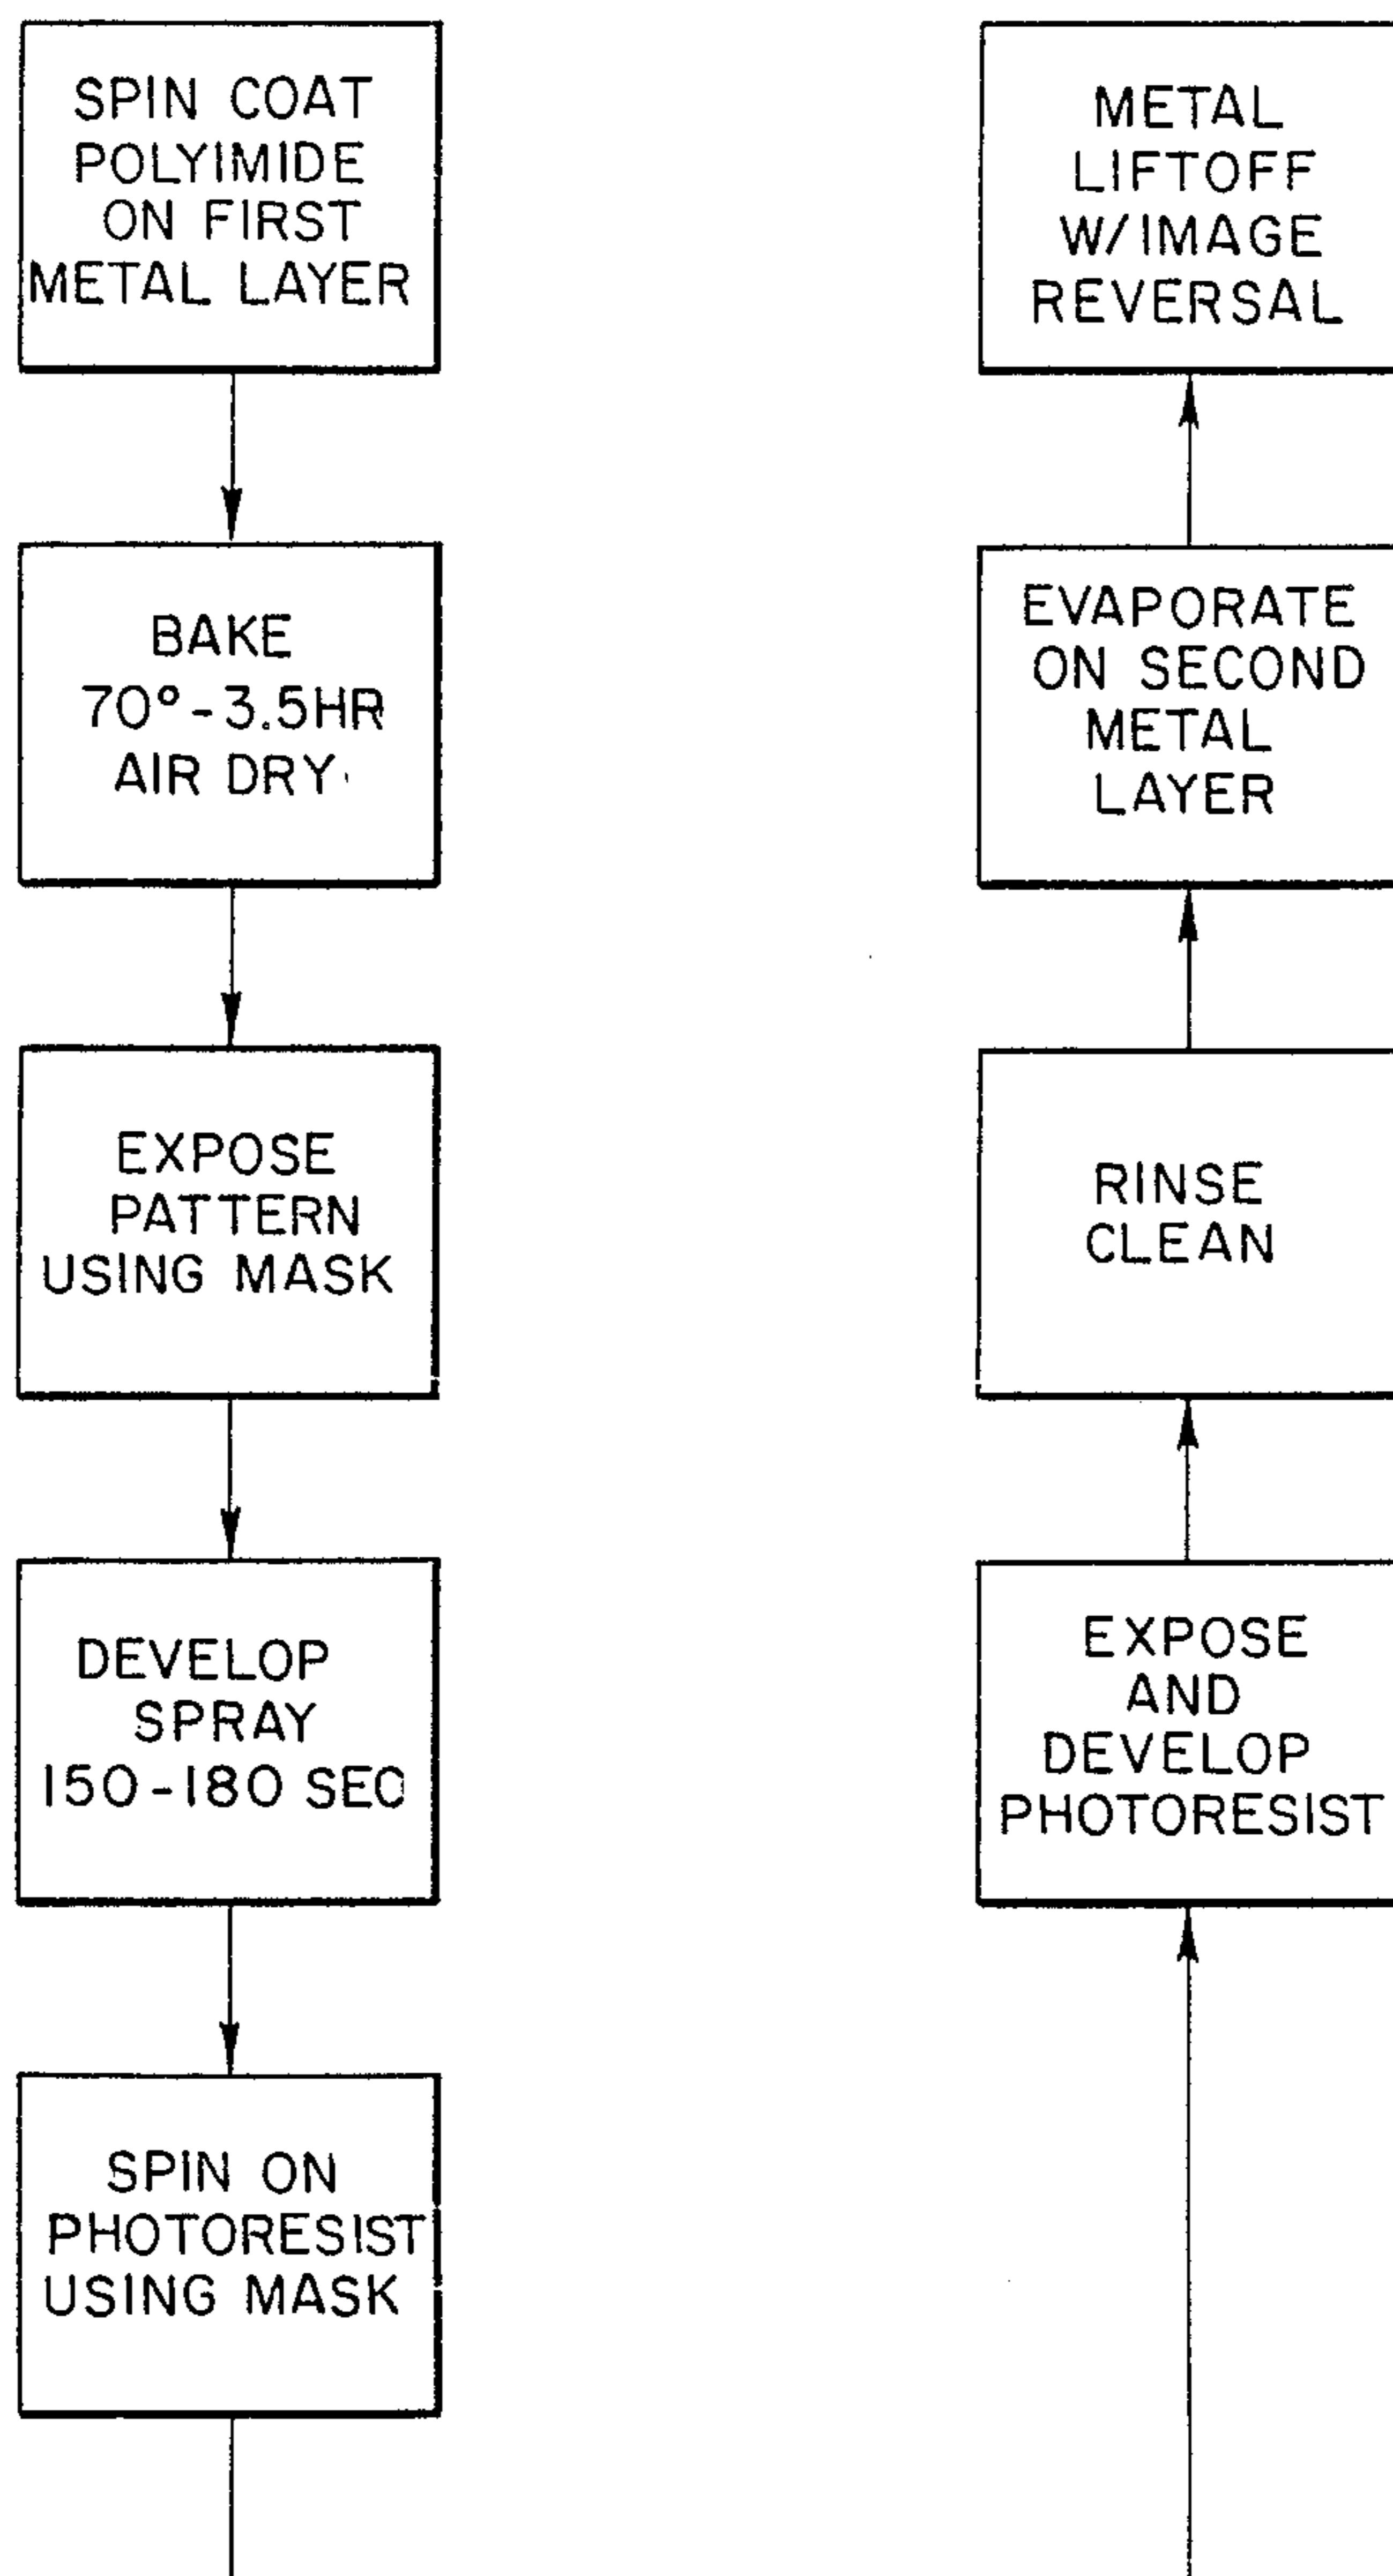 SPIN COAT
POLYIMIDE
ON FIRST
METAL LAYER
BAKE
70°-3.5HR
AIR DRY
EXPOSE
PATTERN
USING MASK
DEVELOP
SPRAY
150-180 SEC
SPIN ON
PHOTORESIST
USING MASK
EXPOSE
AND
DEVELOP
PHOTORESIST
RINSE
CLEAN
EVAPORATE
ON SECOND
METAL
LAYER
METAL
LIFTOFF
W/IMAGE
REVERSAL